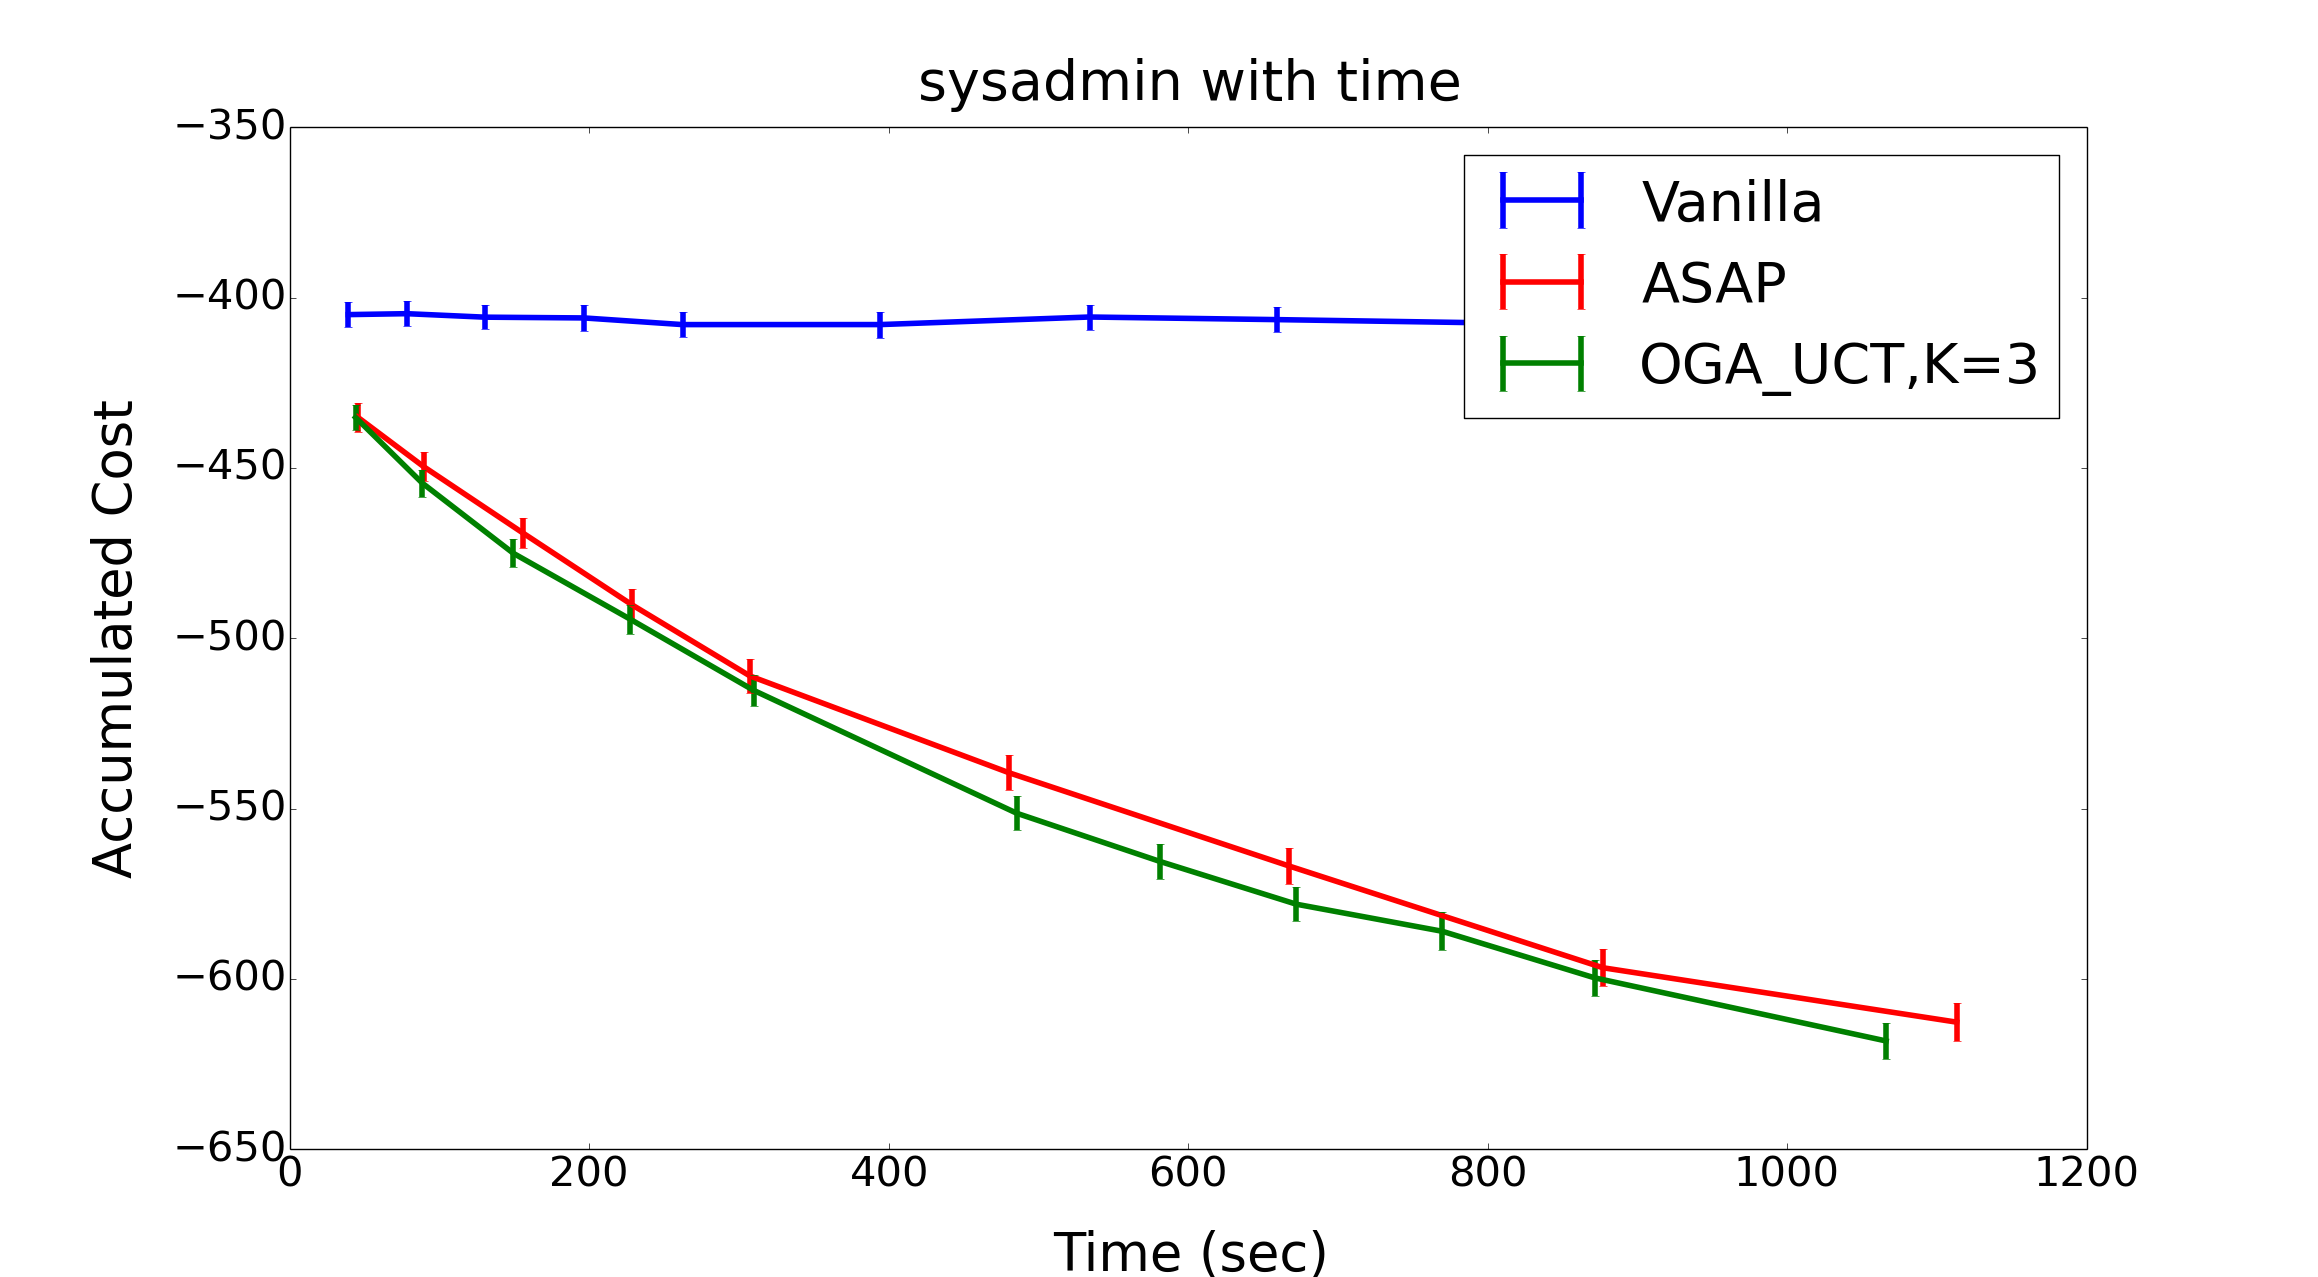 sysadmin with time
−350
−400
−450
−500
−550
−600
−650
Accumulated Cost
Vanilla
ASAP
OGA_UCT,K=3
0 200 400 600 800 1000 1200
Time (sec)